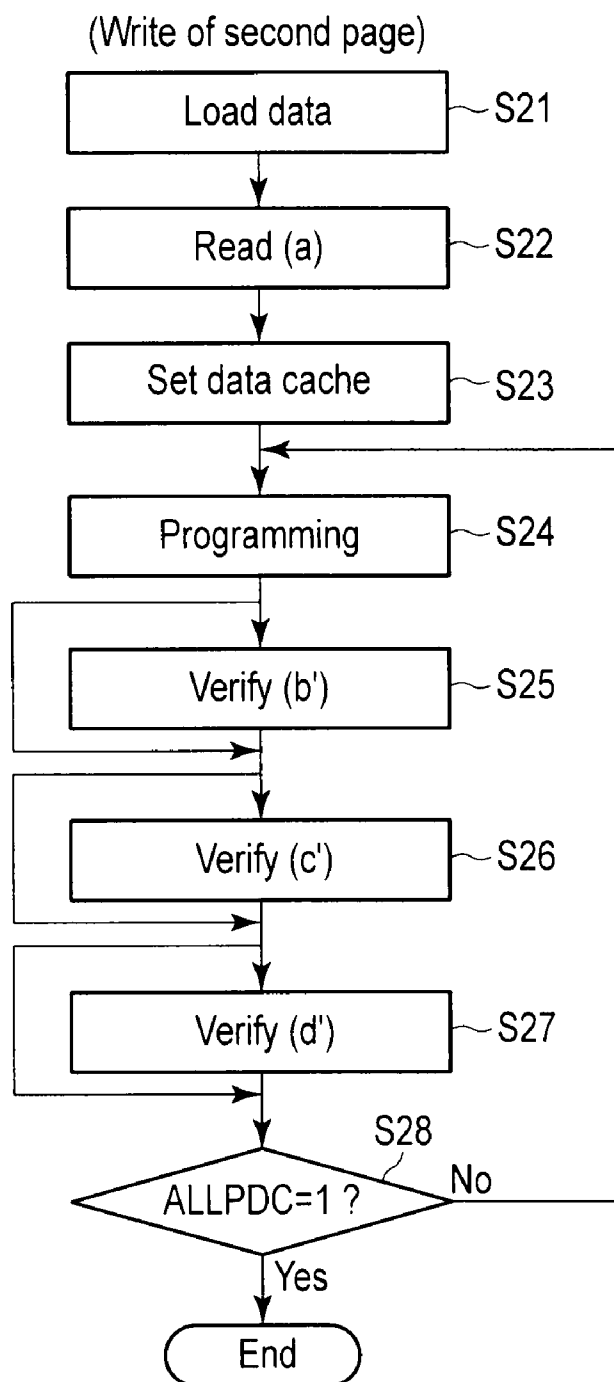 (Write of second page)
Load data
S21
Read (a)
S22
Set data cache
S23
Programming
S24
Verify (b')
S25
Verify (c')
S26
Verify (d')
S27
S28
ALLPDC=1 ?
No
Yes
End